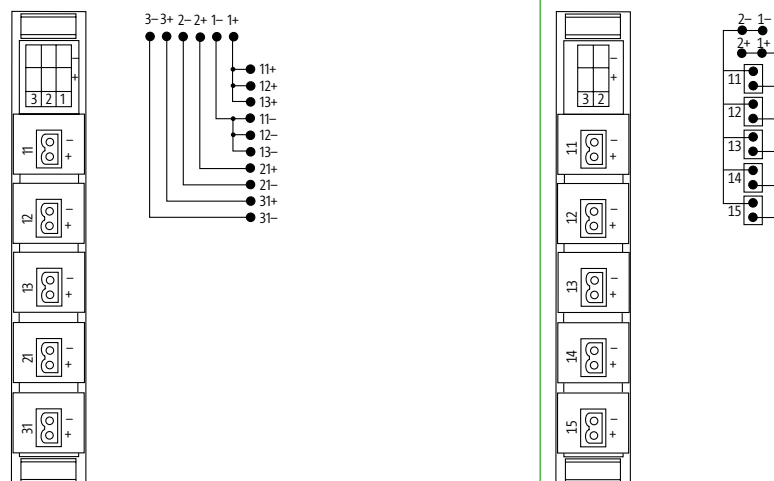 3– 3+ 2– 2+ 1– 1+
11+
12+
13+
11–
12–
13–
21+
21–
31+
31–
–
+
3 2 1
11 – +
12 – +
13 – +
21 – +
31 – +
–
+
3 2
11 – +
12 – +
13 – +
14 – +
15 – +
2– 1–
2+ 1+
11
12
13
14
15